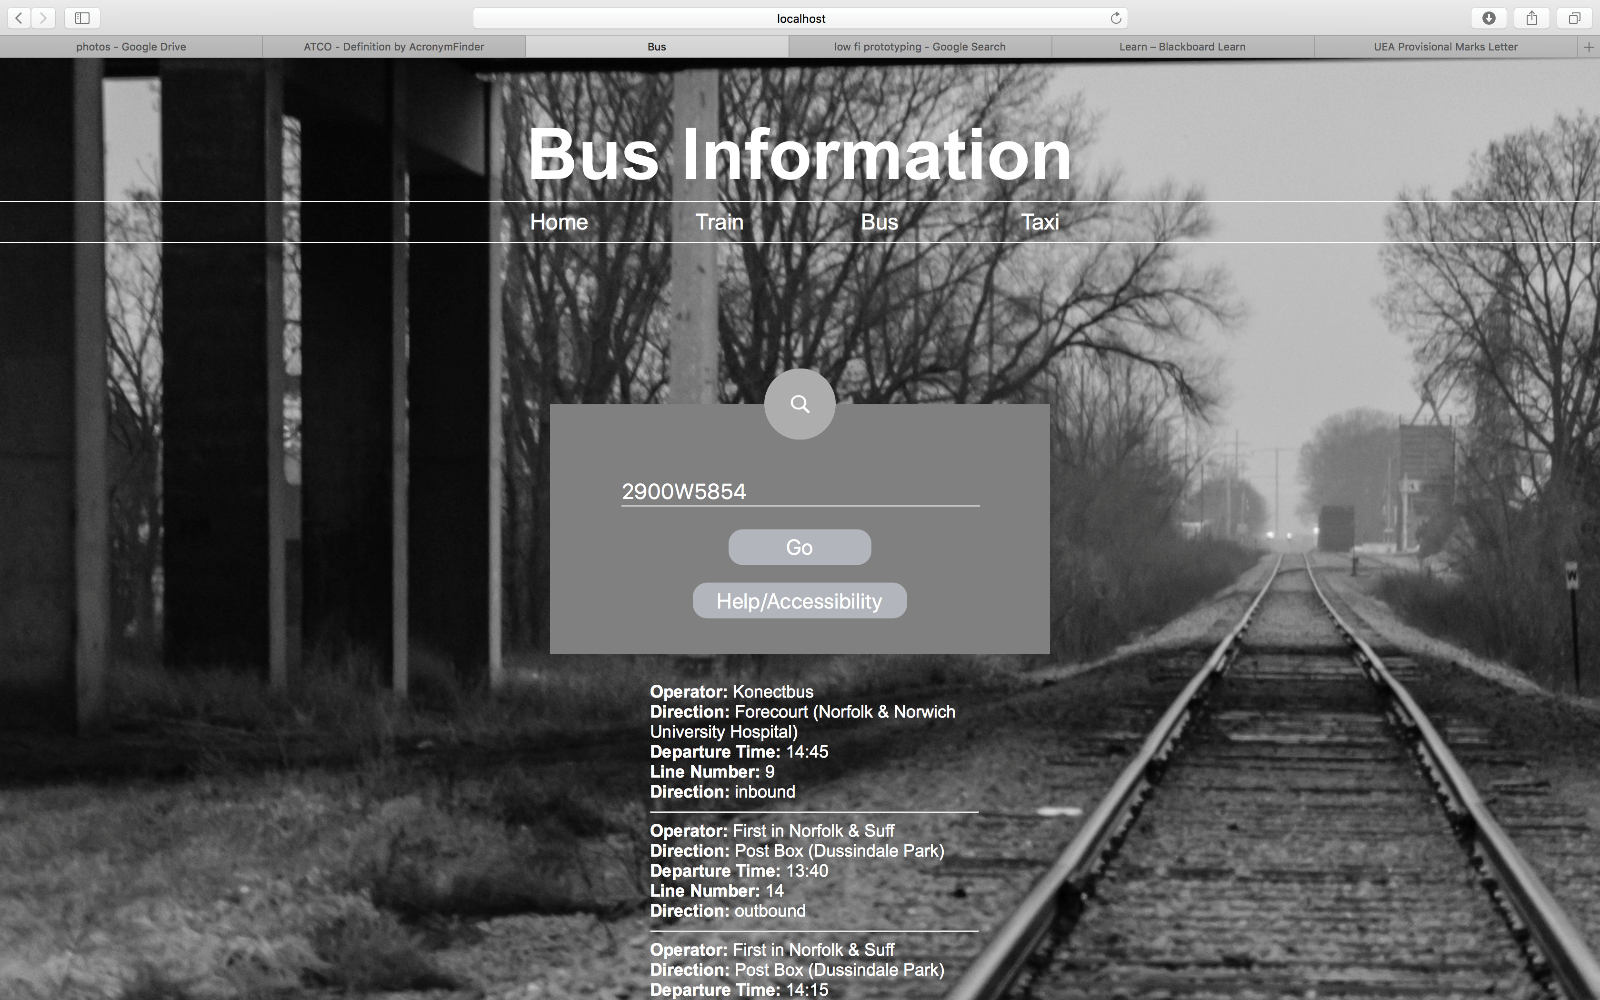 localhost
photos - Google Drive
ATCO - Definition by AcronymFinder
Bus
low fi prototyping - Google Search
Learn – Blackboard Learn
UEA Provisional Marks Letter
Bus Information
Home Train Bus Taxi
2900W5854
Go
Help/Accessibility
Operator: Konectbus
Direction: Forecourt (Norfolk & Norwich
University Hospital)
Departure Time: 14:45
Line Number: 9
Direction: inbound
Operator: First in Norfolk & Suff
Direction: Post Box (Dussindale Park)
Departure Time: 13:40
Line Number: 14
Direction: outbound
Operator: First in Norfolk & Suff
Direction: Post Box (Dussindale Park)
Departure Time: 14:15
W